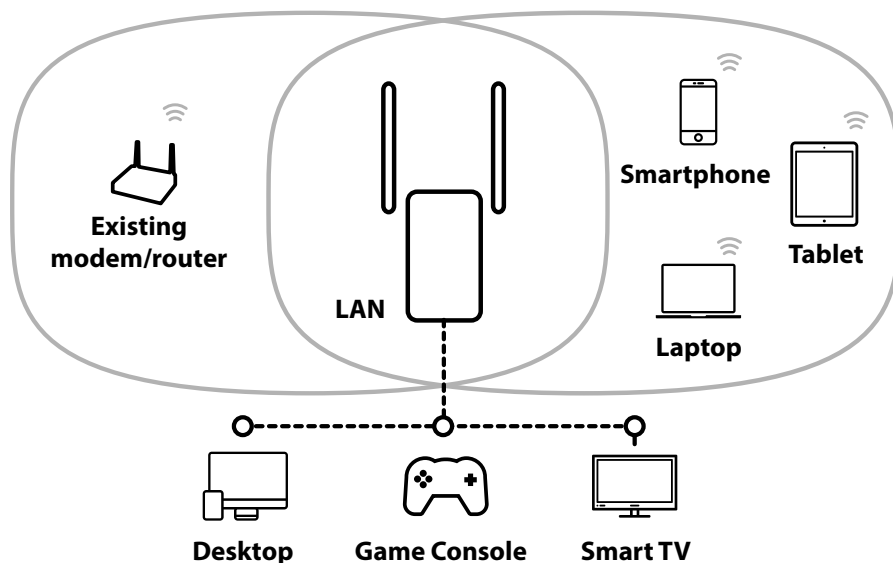 Smartphone
Existing
modem/router
Tablet
LAN
Laptop
Desktop
Game Console
Smart TV